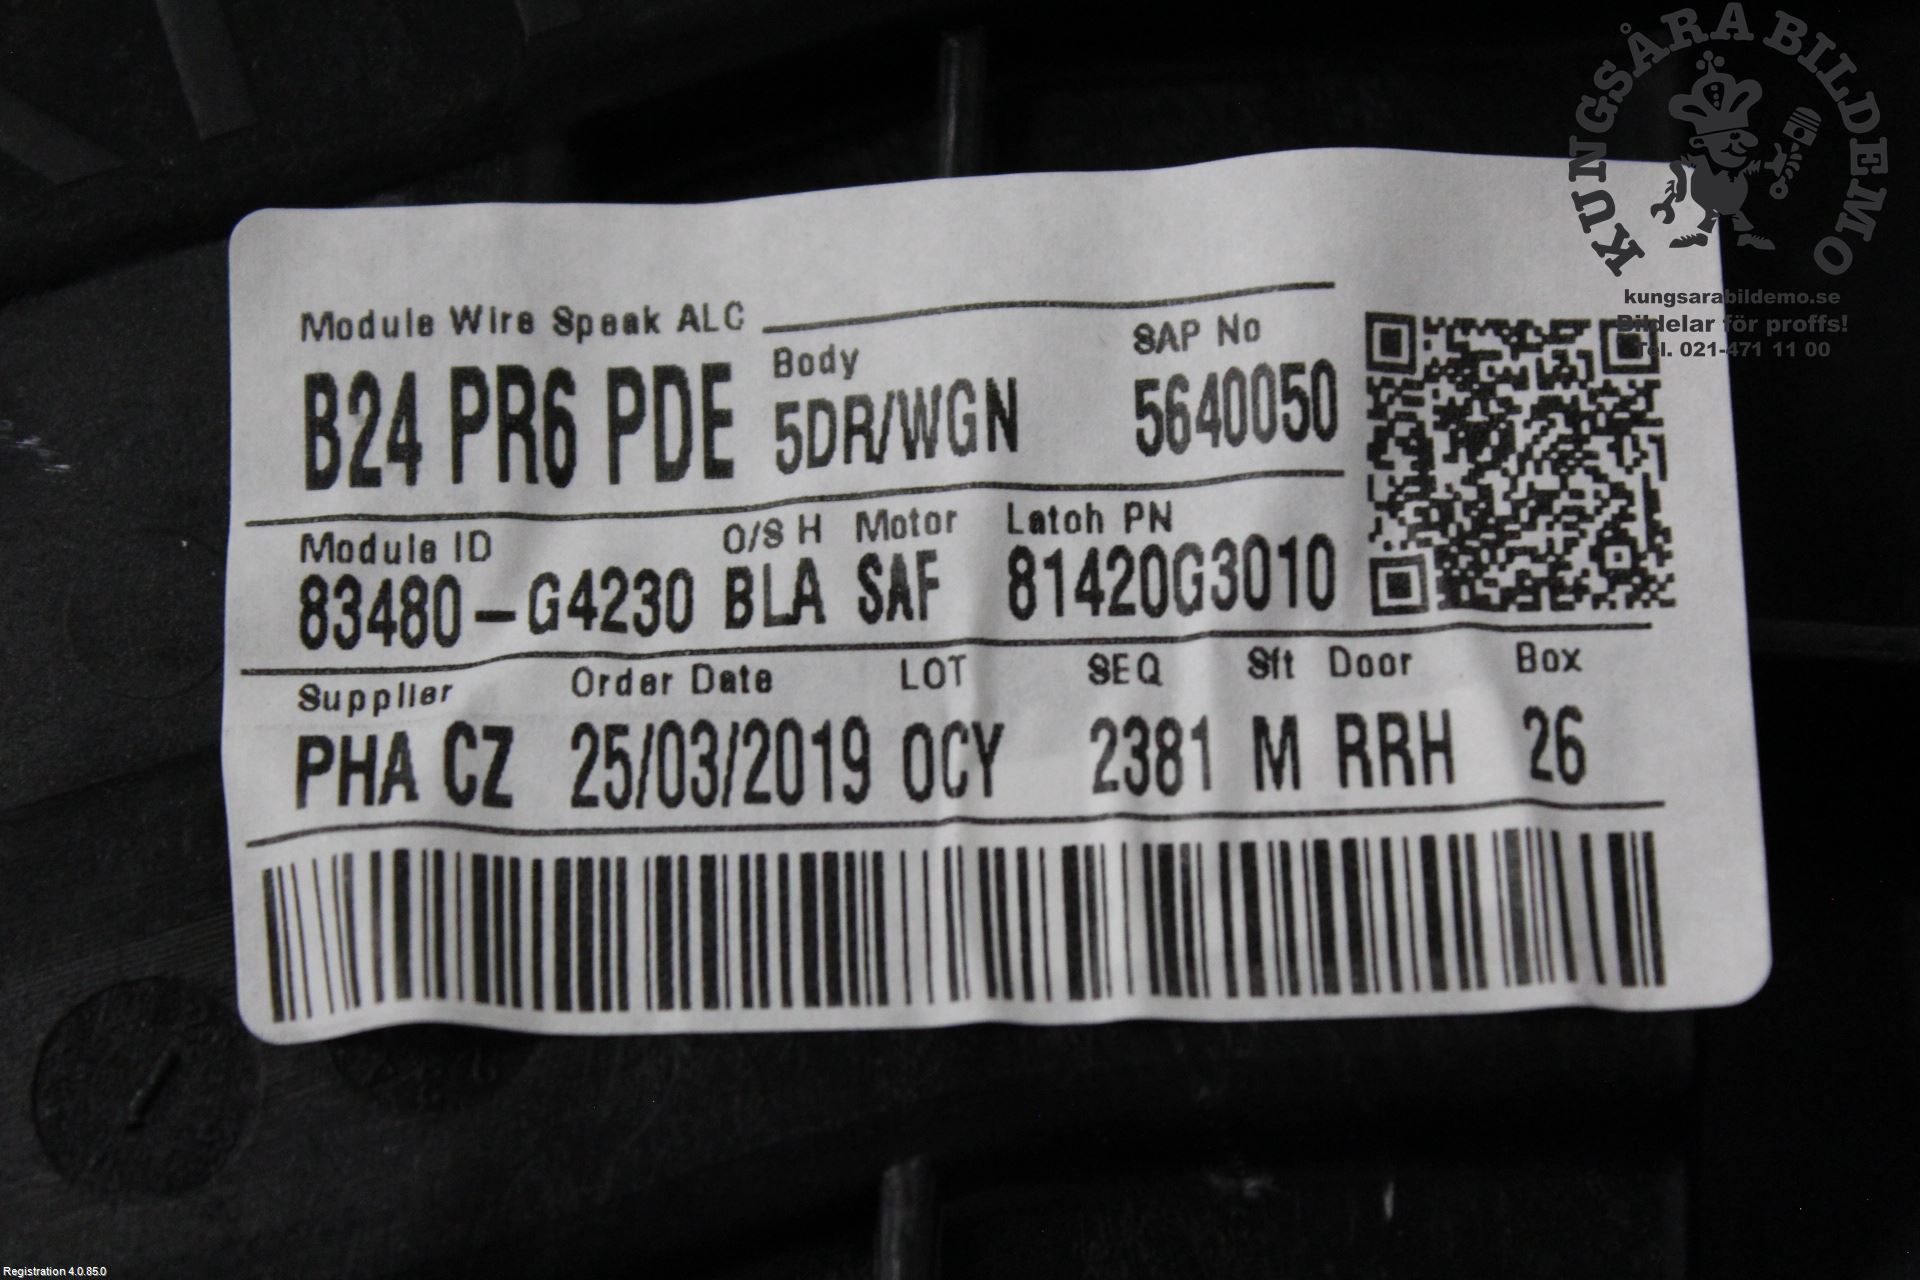 KUNGSÅRA BILDEMO
kungsarabildemo.se
Bildelar för proffs!
Tel. 021-471 11 00
Module Wire Speak ALC
B24 PR6 PDE
Body
5DR/WGN
SAP No
5640050
Module ID
83480-G4230
O/S H
BLA
Motor
SAF
Latch PN
81420G3010
Supplier
PHA CZ
Order Date
25/03/2019
LOT
0CY
SEQ
2381
Sft
M
Door
RRH
Box
26
Registration 4.0.85.0